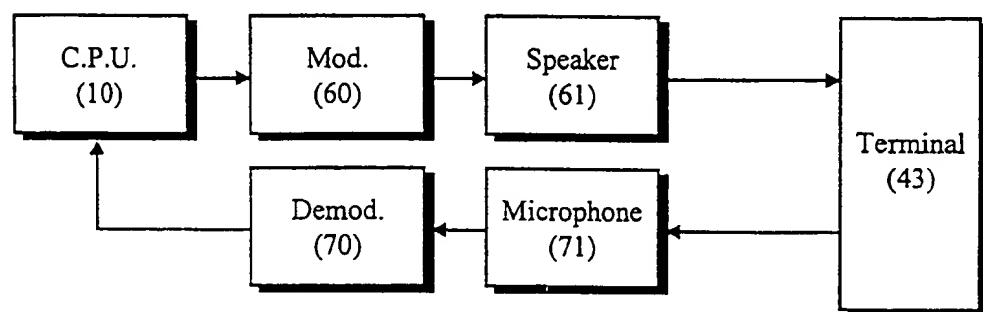 C.P.U.
(10)
Mod.
(60)
Speaker
(61)
Terminal
(43)
Demod.
(70)
Microphone
(71)